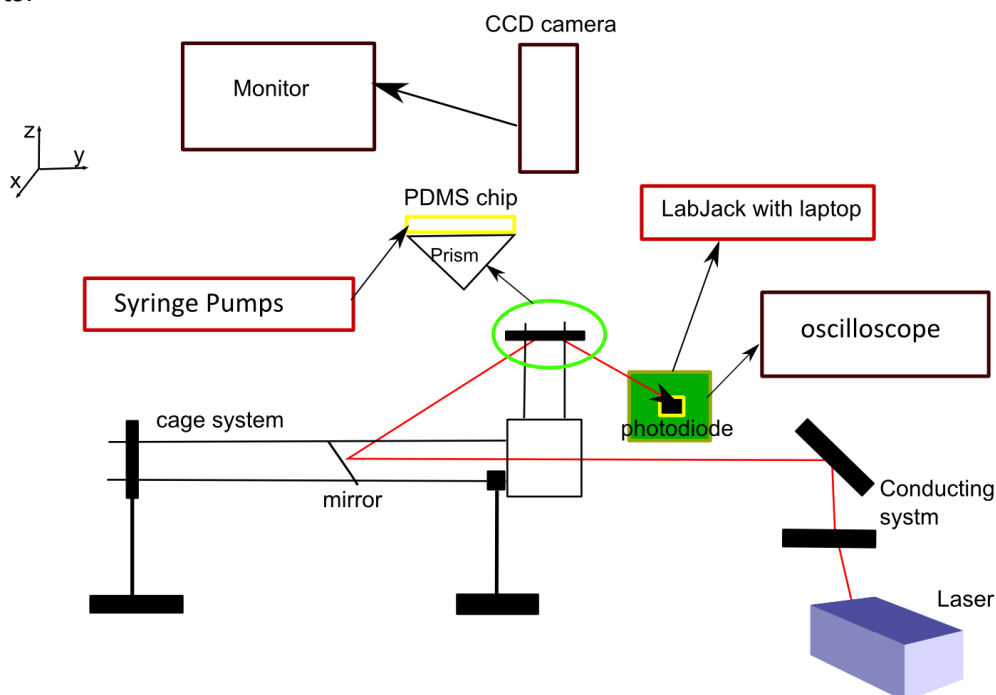 CCD camera
Monitor
z
y
x
PDMS chip
LabJack with laptop
Prism
Syringe Pumps
oscilloscope
cage system
photodiode
mirror
Conducting
systm
Laser